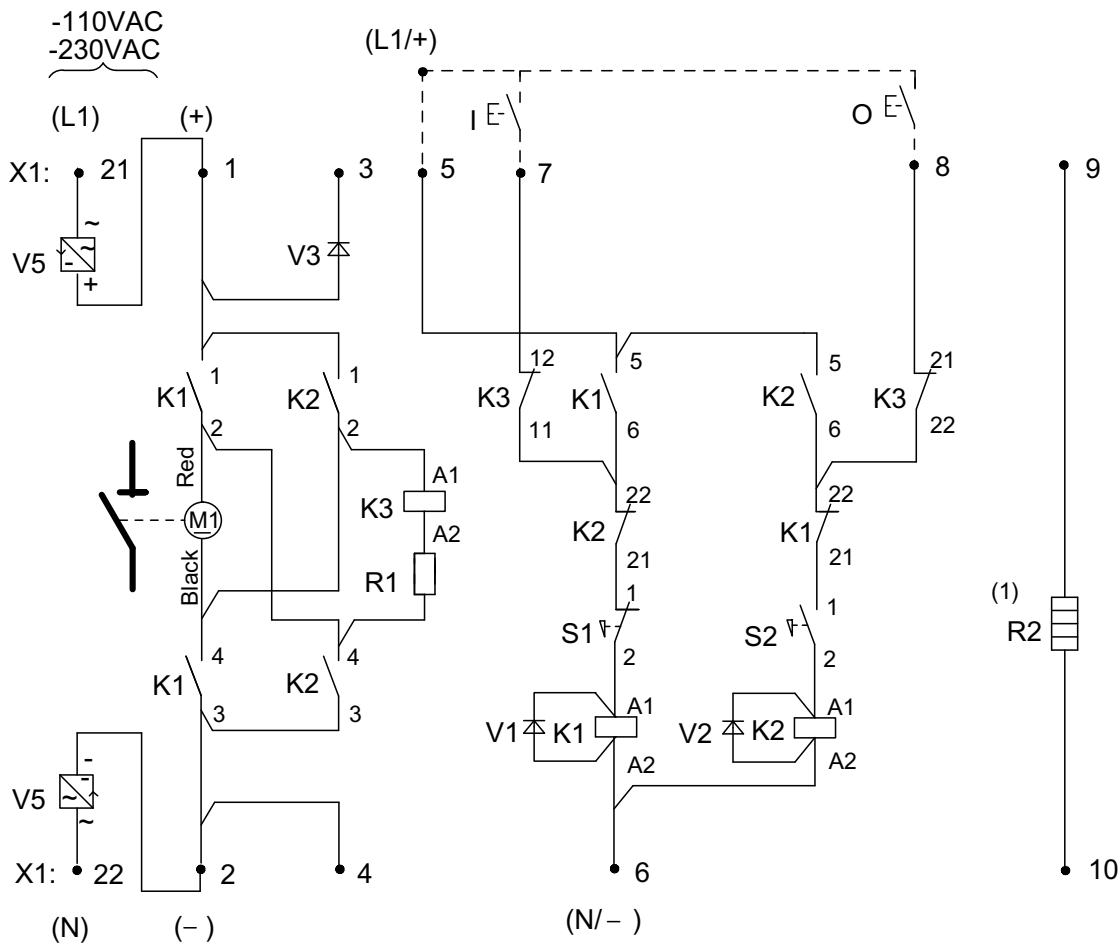 -110VAC
-230VAC
(L1/+)
(L1) (+)
I O
X1: 21 1 3 5 7 8 9
~
~
V5 - V3
+
1 1 12 5 5 21
K1 K2 K3 K1 K2 K3
2 2 11 6 6 22
Red A1
K3 22 22
M1 K2 K1
A2 21 21
Black R1 1 1 (1)
S1 S2 R2
4 4 2 2
K1 K2
3 3 A1 A1
V1 K1 V2 K2
- A2 A2
-
V5 ~
~
X1: 22 2 4 6 10
(N) (–) (N/–)